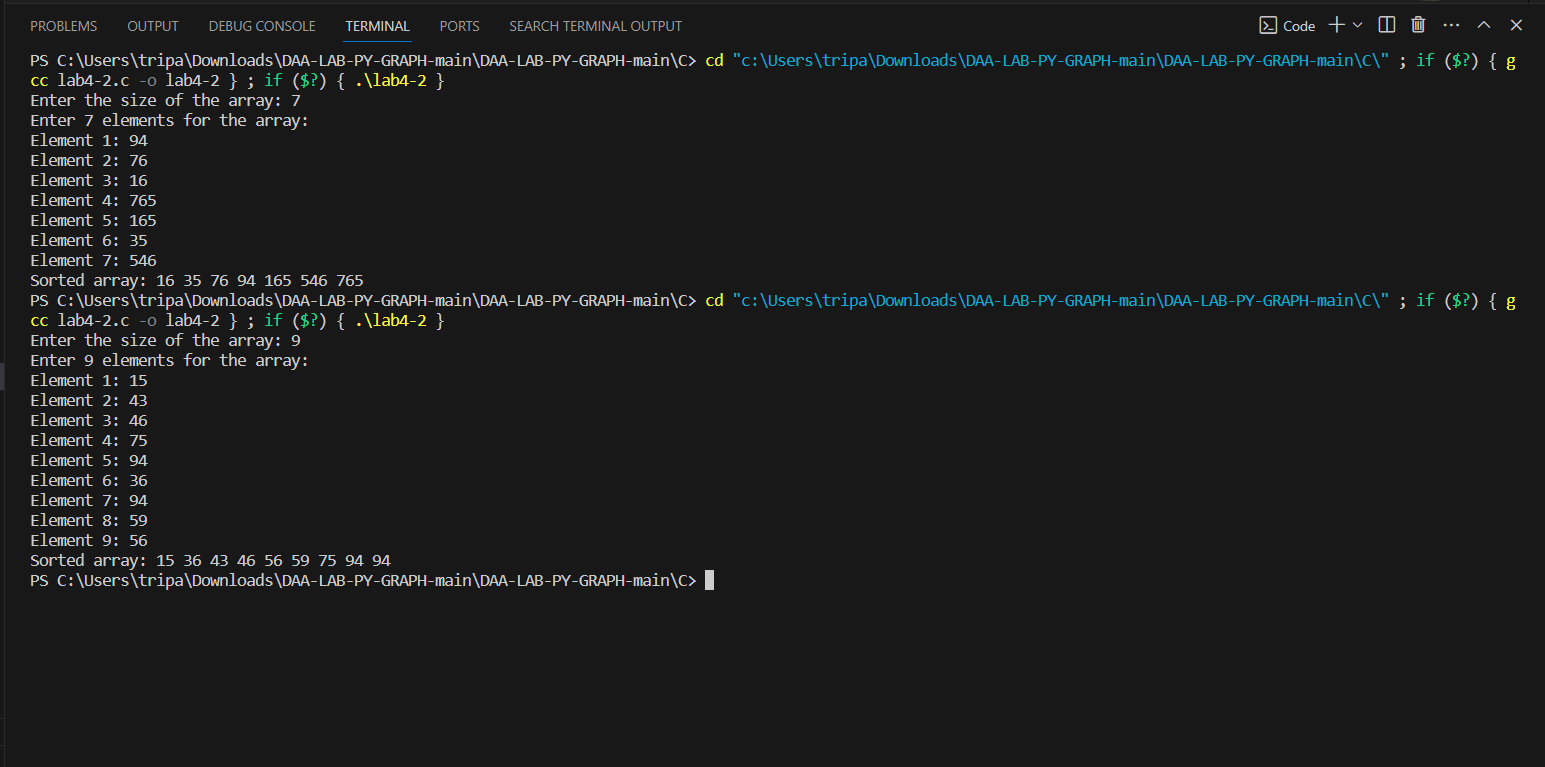 PROBLEMS OUTPUT DEBUG CONSOLE TERMINAL PORTS SEARCH TERMINAL OUTPUT Code
PS C:\Users\tripa\Downloads\DAA-LAB-PY-GRAPH-main\DAA-LAB-PY-GRAPH-main\C> cd "c:\Users\tripa\Downloads\DAA-LAB-PY-GRAPH-main\DAA-LAB-PY-GRAPH-main\C\" ; if ($?) { g
cc lab4-2.c -o lab4-2 } ; if ($?) { .\lab4-2 }
Enter the size of the array: 7
Enter 7 elements for the array:
Element 1: 94
Element 2: 76
Element 3: 16
Element 4: 765
Element 5: 165
Element 6: 35
Element 7: 546
Sorted array: 16 35 76 94 165 546 765
PS C:\Users\tripa\Downloads\DAA-LAB-PY-GRAPH-main\DAA-LAB-PY-GRAPH-main\C> cd "c:\Users\tripa\Downloads\DAA-LAB-PY-GRAPH-main\DAA-LAB-PY-GRAPH-main\C\" ; if ($?) { g
cc lab4-2.c -o lab4-2 } ; if ($?) { .\lab4-2 }
Enter the size of the array: 9
Enter 9 elements for the array:
Element 1: 15
Element 2: 43
Element 3: 46
Element 4: 75
Element 5: 94
Element 6: 36
Element 7: 94
Element 8: 59
Element 9: 56
Sorted array: 15 36 43 46 56 59 75 94 94
PS C:\Users\tripa\Downloads\DAA-LAB-PY-GRAPH-main\DAA-LAB-PY-GRAPH-main\C>